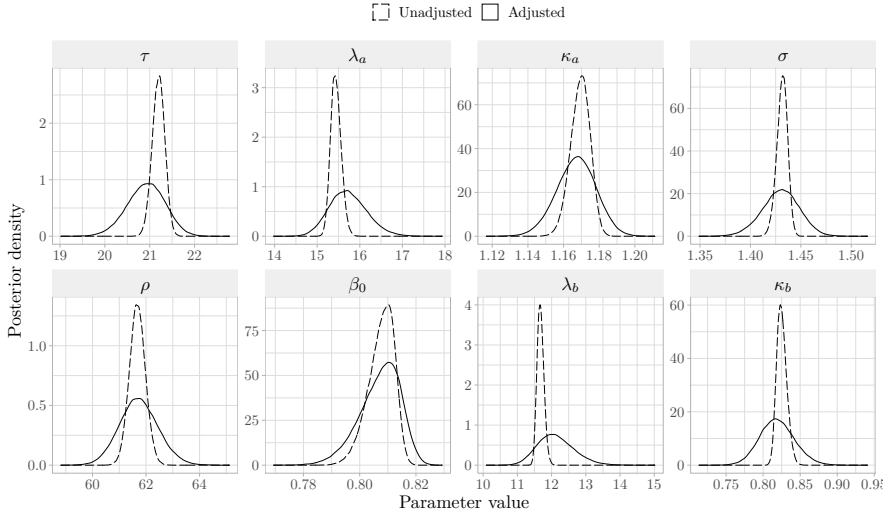 Unadjusted Adjusted
τ λa κa σ
2 1 0
3 2 1 0
60 40 20 0
60 40 20 0
19 20 21 22
14 15 16 17 18
1.12 1.14 1.16 1.18 1.20
1.35 1.40 1.45 1.50
Posterior density
ρ β0 λb κb
1.0 0.5 0.0
75 50 25 0
4 3 2 1 0
60 40 20 0
60 62 64
0.78 0.80 0.82
10 11 12 13 14 15
0.75 0.80 0.85 0.90 0.95
Parameter value